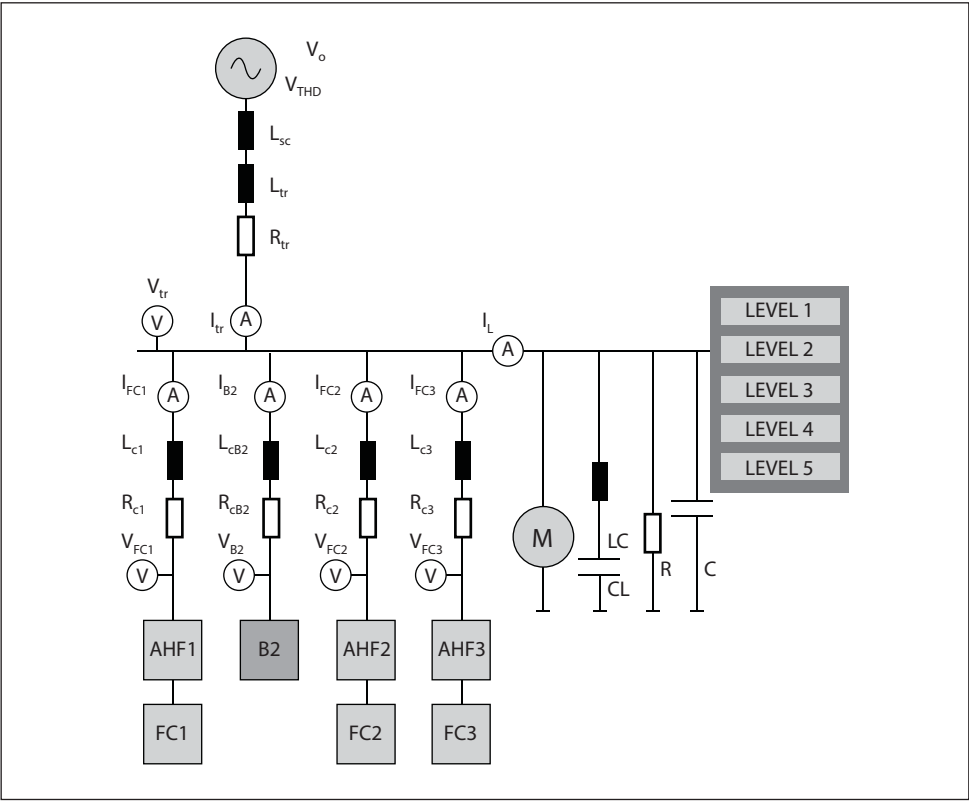 V₀
V_THD
L_sc
L_tr
R_tr
V_tr
V
I_tr
A
I_L
A
LEVEL 1
LEVEL 2
LEVEL 3
LEVEL 4
LEVEL 5
I_FC1 A I_B2 A I_FC2 A I_FC3 A
L_c1 L_cB2 L_c2 L_c3
R_c1 R_cB2 R_c2 R_c3
V_FC1 V_B2 V_FC2 V_FC3
V V V V
M
LC
CL
R
C
AHF1 B2 AHF2 AHF3
FC1 FC2 FC3